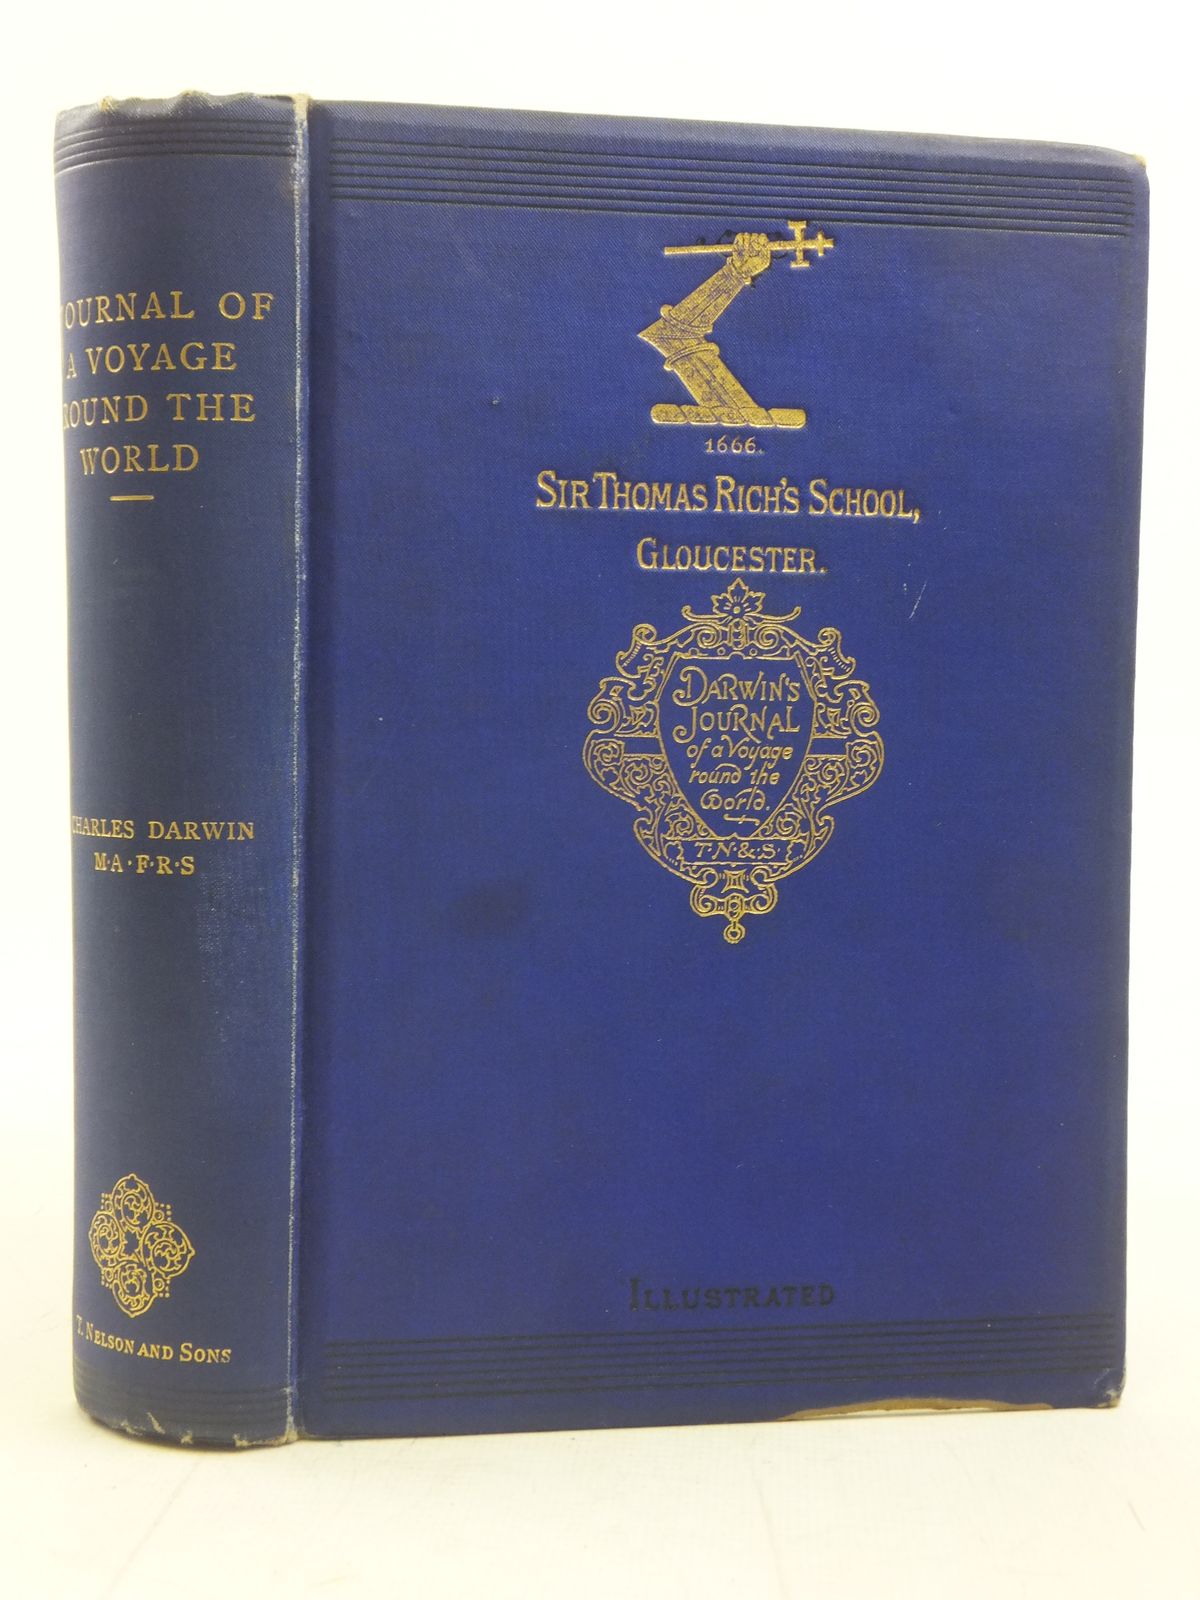 JOURNAL OF
A VOYAGE
ROUND THE
WORLD
CHARLES DARWIN
M·A·F·R·S
T. NELSON AND SONS
1666.
SIR THOMAS RICH'S SCHOOL,
GLOUCESTER.
DARWIN'S
JOURNAL
of a Voyage
round the
World.
T·N·&·S·
ILLUSTRATED